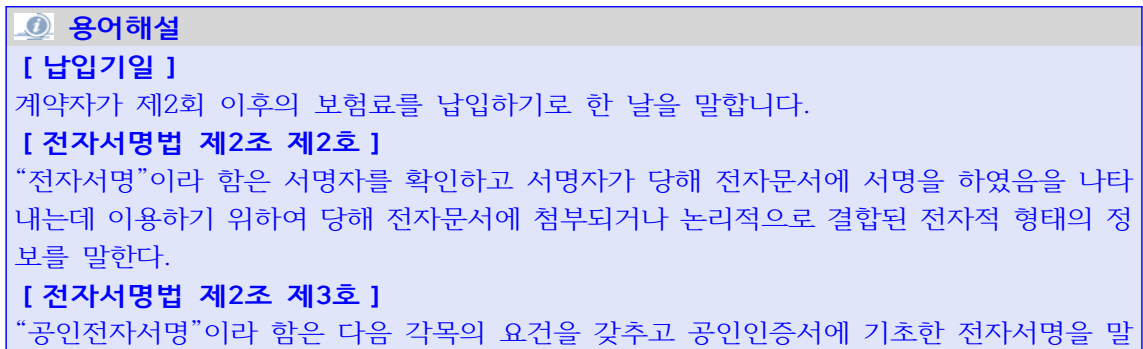 용어해설
[ 납입기일 ]
계약자가 제2회 이후의 보험료를 납입하기로 한 날을 말합니다.
[ 전자서명법 제2조 제2호 ]
“전자서명”이라 함은 서명자를 확인하고 서명자가 당해 전자문서에 서명을 하였음을 나타
내는데 이용하기 위하여 당해 전자문서에 첨부되거나 논리적으로 결합된 전자적 형태의 정
보를 말한다.
[ 전자서명법 제2조 제3호 ]
“공인전자서명”이라 함은 다음 각목의 요건을 갖추고 공인인증서에 기초한 전자서명을 말